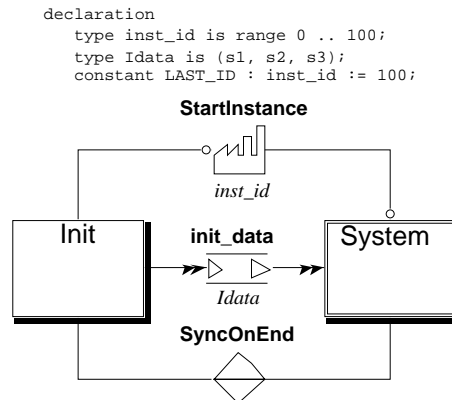 declaration
type inst_id is range 0 .. 100;
type Idata is (s1, s2, s3);
constant LAST_ID : inst_id := 100;
StartInstance
inst_id
Init
init_data
System
Idata
SyncOnEnd